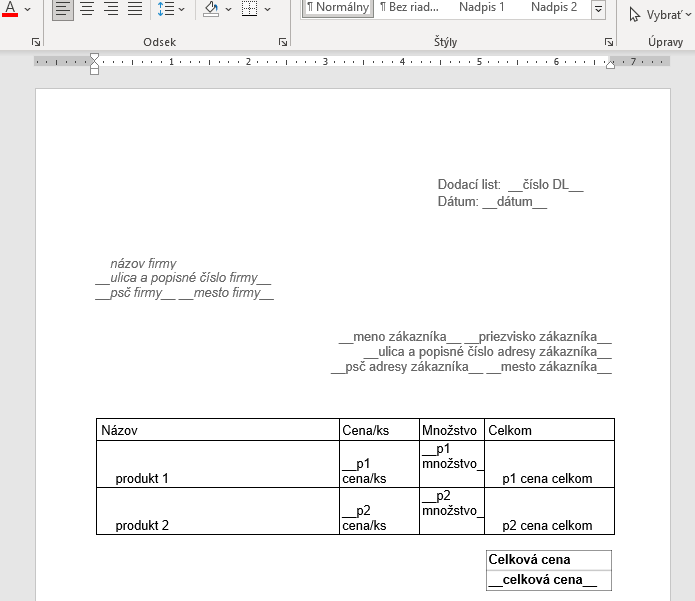 A
¶ Normálny ¶ Bez riad... Nadpis 1 Nadpis 2
Vybrať
Odsek Štýly Úpravy
1 2 3 4 5 6 7
Dodací list: __číslo DL__
Dátum: __dátum__
názov firmy
__ulica a popisné číslo firmy__
__psč firmy__ __mesto firmy__
__meno zákazníka__ __priezvisko zákazníka__
__ulica a popisné číslo adresy zákazníka__
__psč adresy zákazníka__ __mesto zákazníka__
Názov Cena/ks Množstvo Celkom
produkt 1 __p1 cena/ks __p1 množstvo_ p1 cena celkom
produkt 2 __p2 cena/ks __p2 množstvo_ p2 cena celkom
Celková cena
__celková cena__